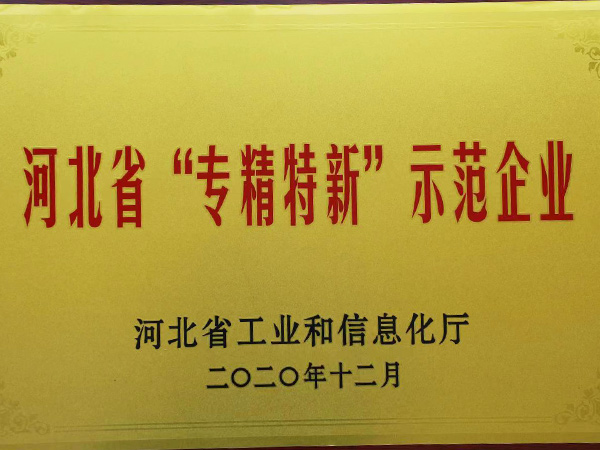 河北省“专精特新”示范企业
河北省工业和信息化厅
二〇二〇年十二月